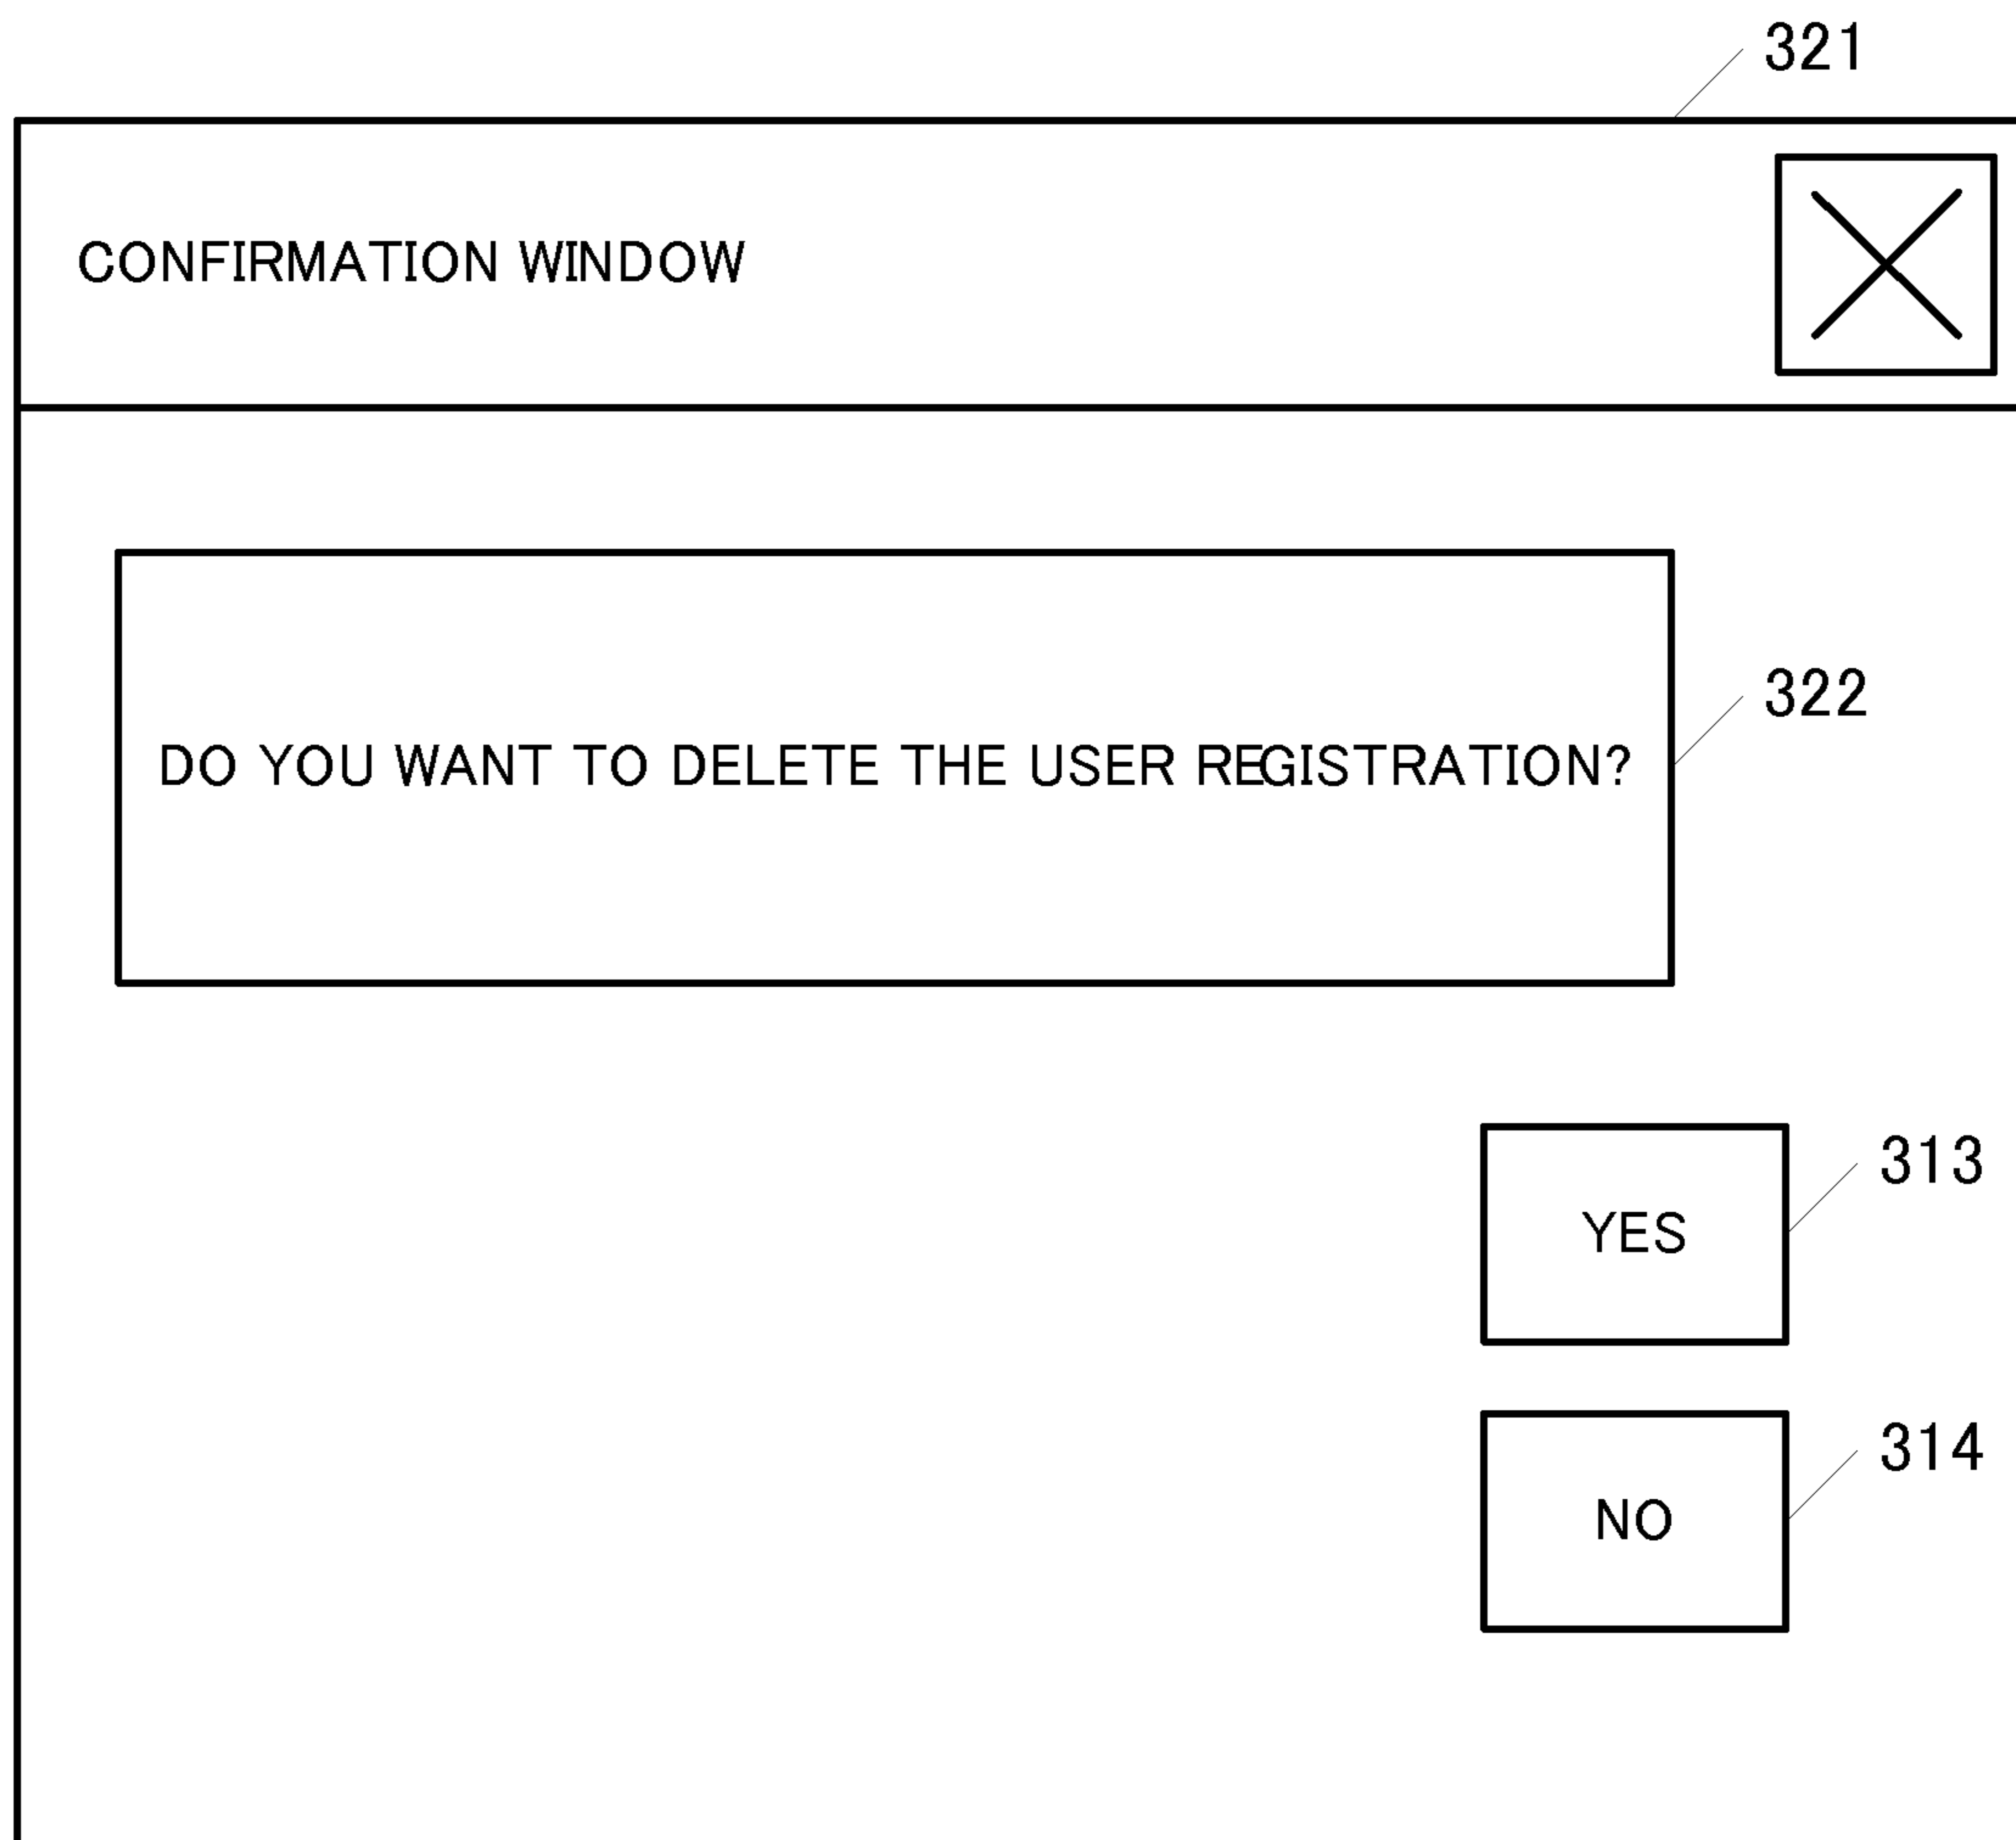 321
CONFIRMATION WINDOW
DO YOU WANT TO DELETE THE USER REGISTRATION?
322
YES
313
NO
314